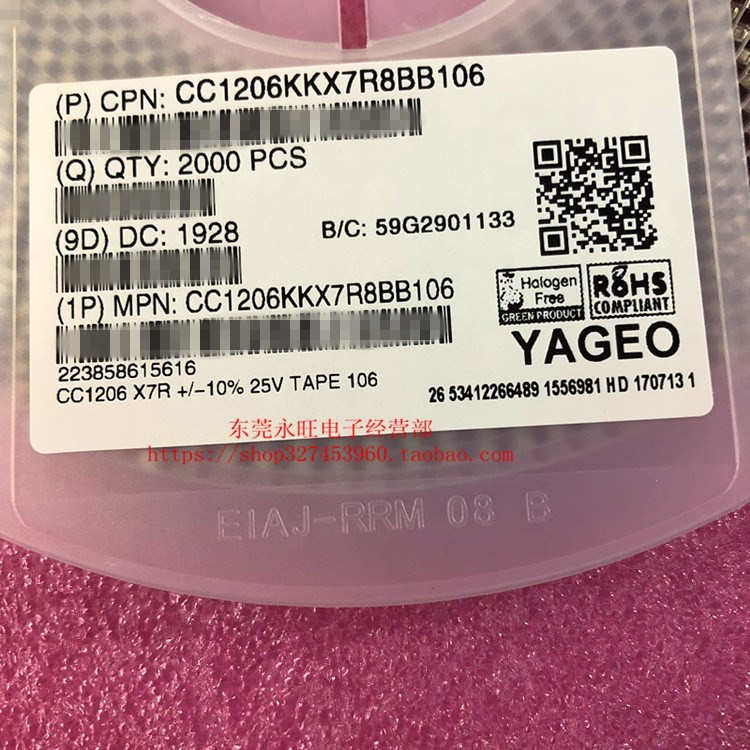 (P) CPN: CC1206KKX7R8BB106
(Q) QTY: 2000 PCS
(9D) DC: 1928
B/C: 59G2901133
(1P) MPN: CC1206KKX7R8BB106
Halogen
Free
GREEN PRODUCT
RoHS
COMPLIANT
YAGEO
223858615616
CC1206 X7R +/-10% 25V TAPE 106
26 53412266489 1556981 HD 170713 1
东莞永旺电子经营部
https://shop327453960.taobao.com
EIAJ-RRM 08 B